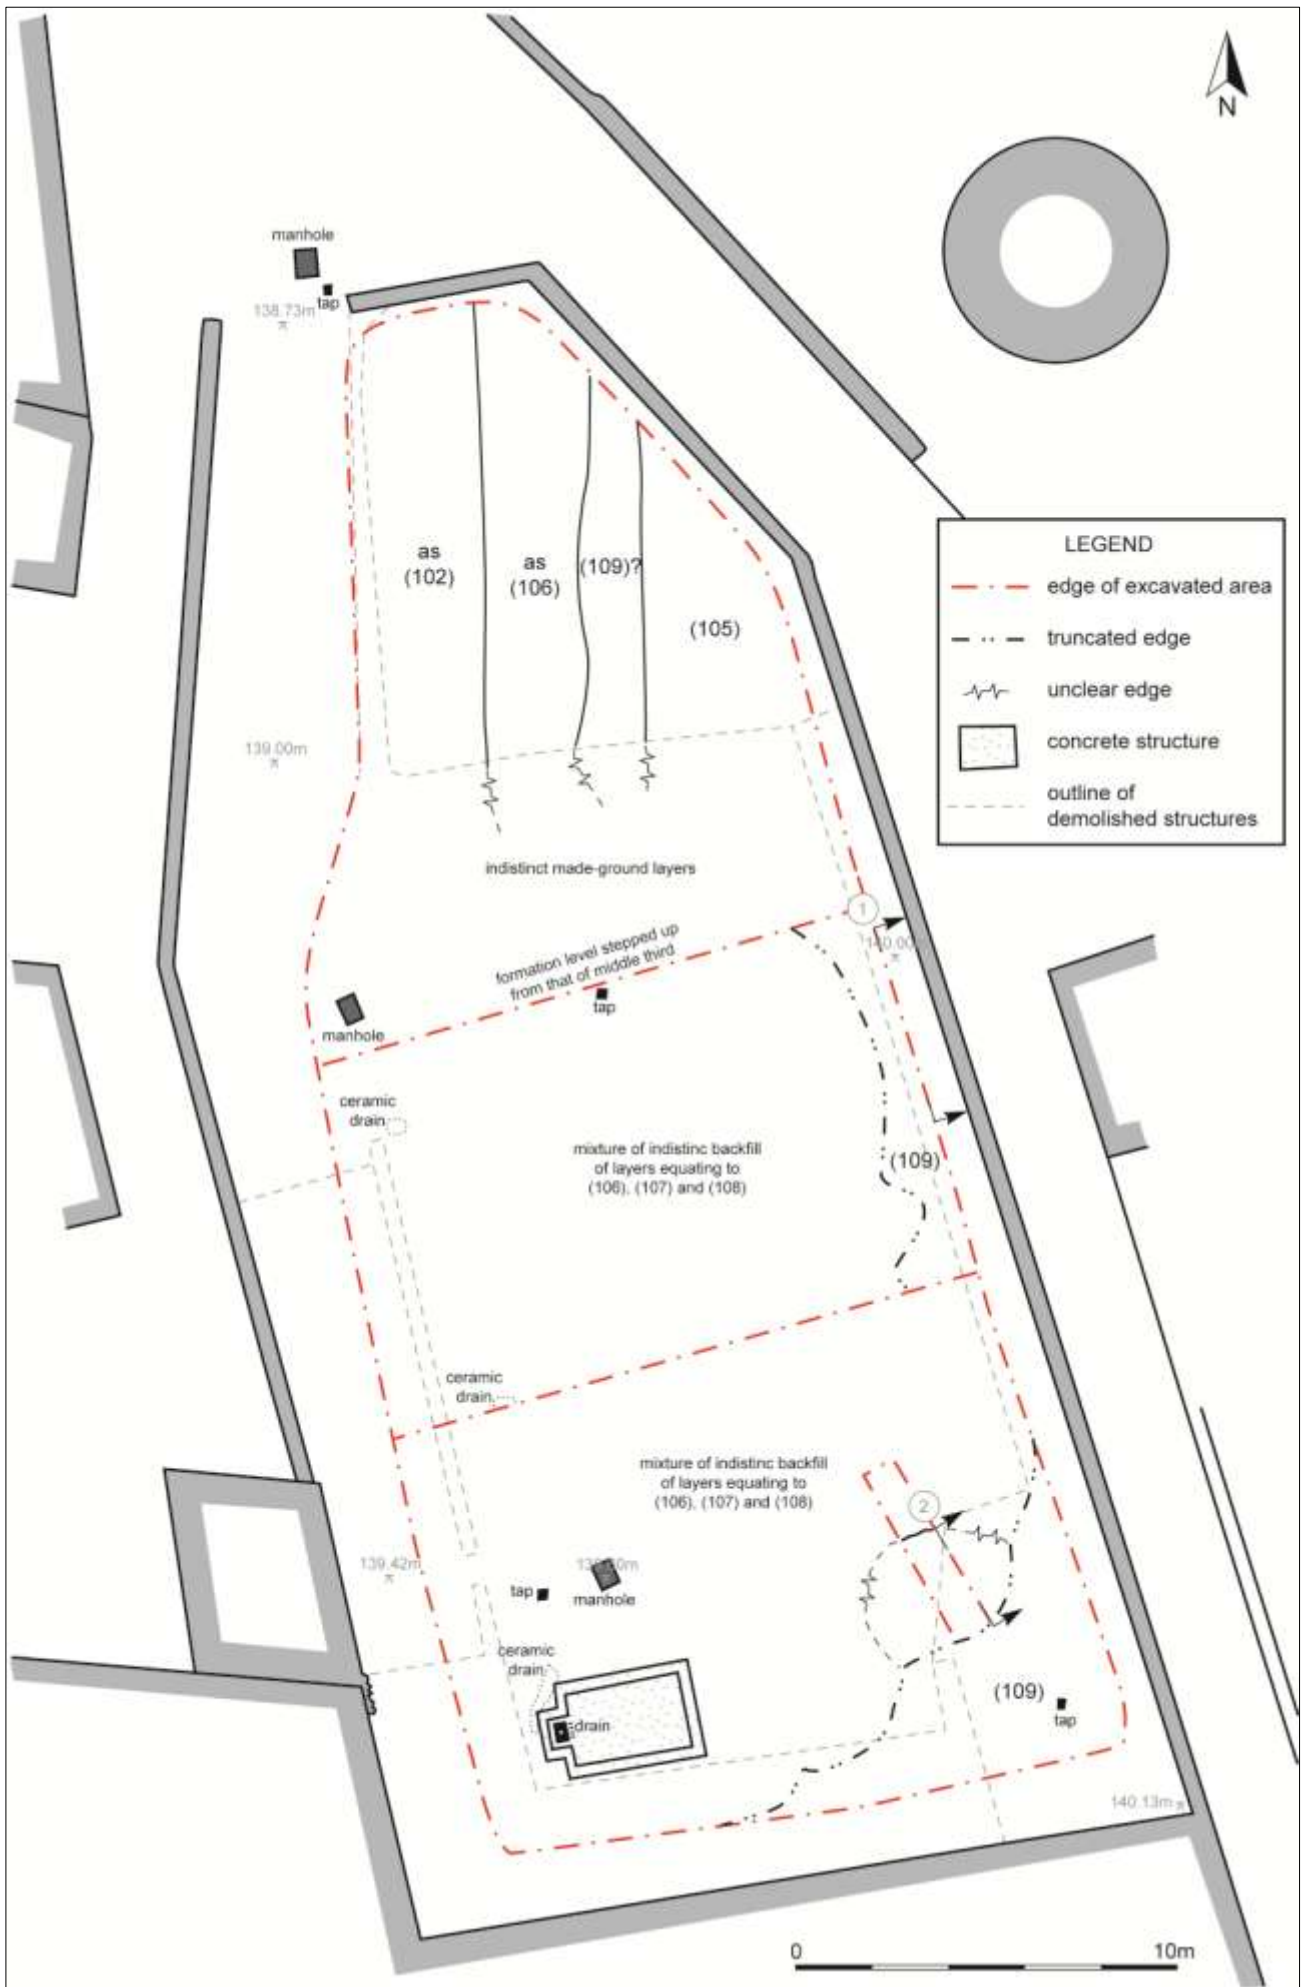 N
manhole
tap
138.73m
LEGEND
edge of excavated area
truncated edge
unclear edge
concrete structure
outline of
demolished structures
as
(102)
as
(106)
(109)?
(105)
139.00m
indistinct made-ground layers
1
formation level stepped up
from that of middle third
tap
manhole
ceramic
drain
mixture of indistinc backfill
of layers equating to
(106), (107) and (108)
(109)
ceramic
drain
mixture of indistinc backfill
of layers equating to
(106), (107) and (108)
2
139.42m
tap
manhole
ceramic
drain
drain
(109)
tap
140.13m
0 10m